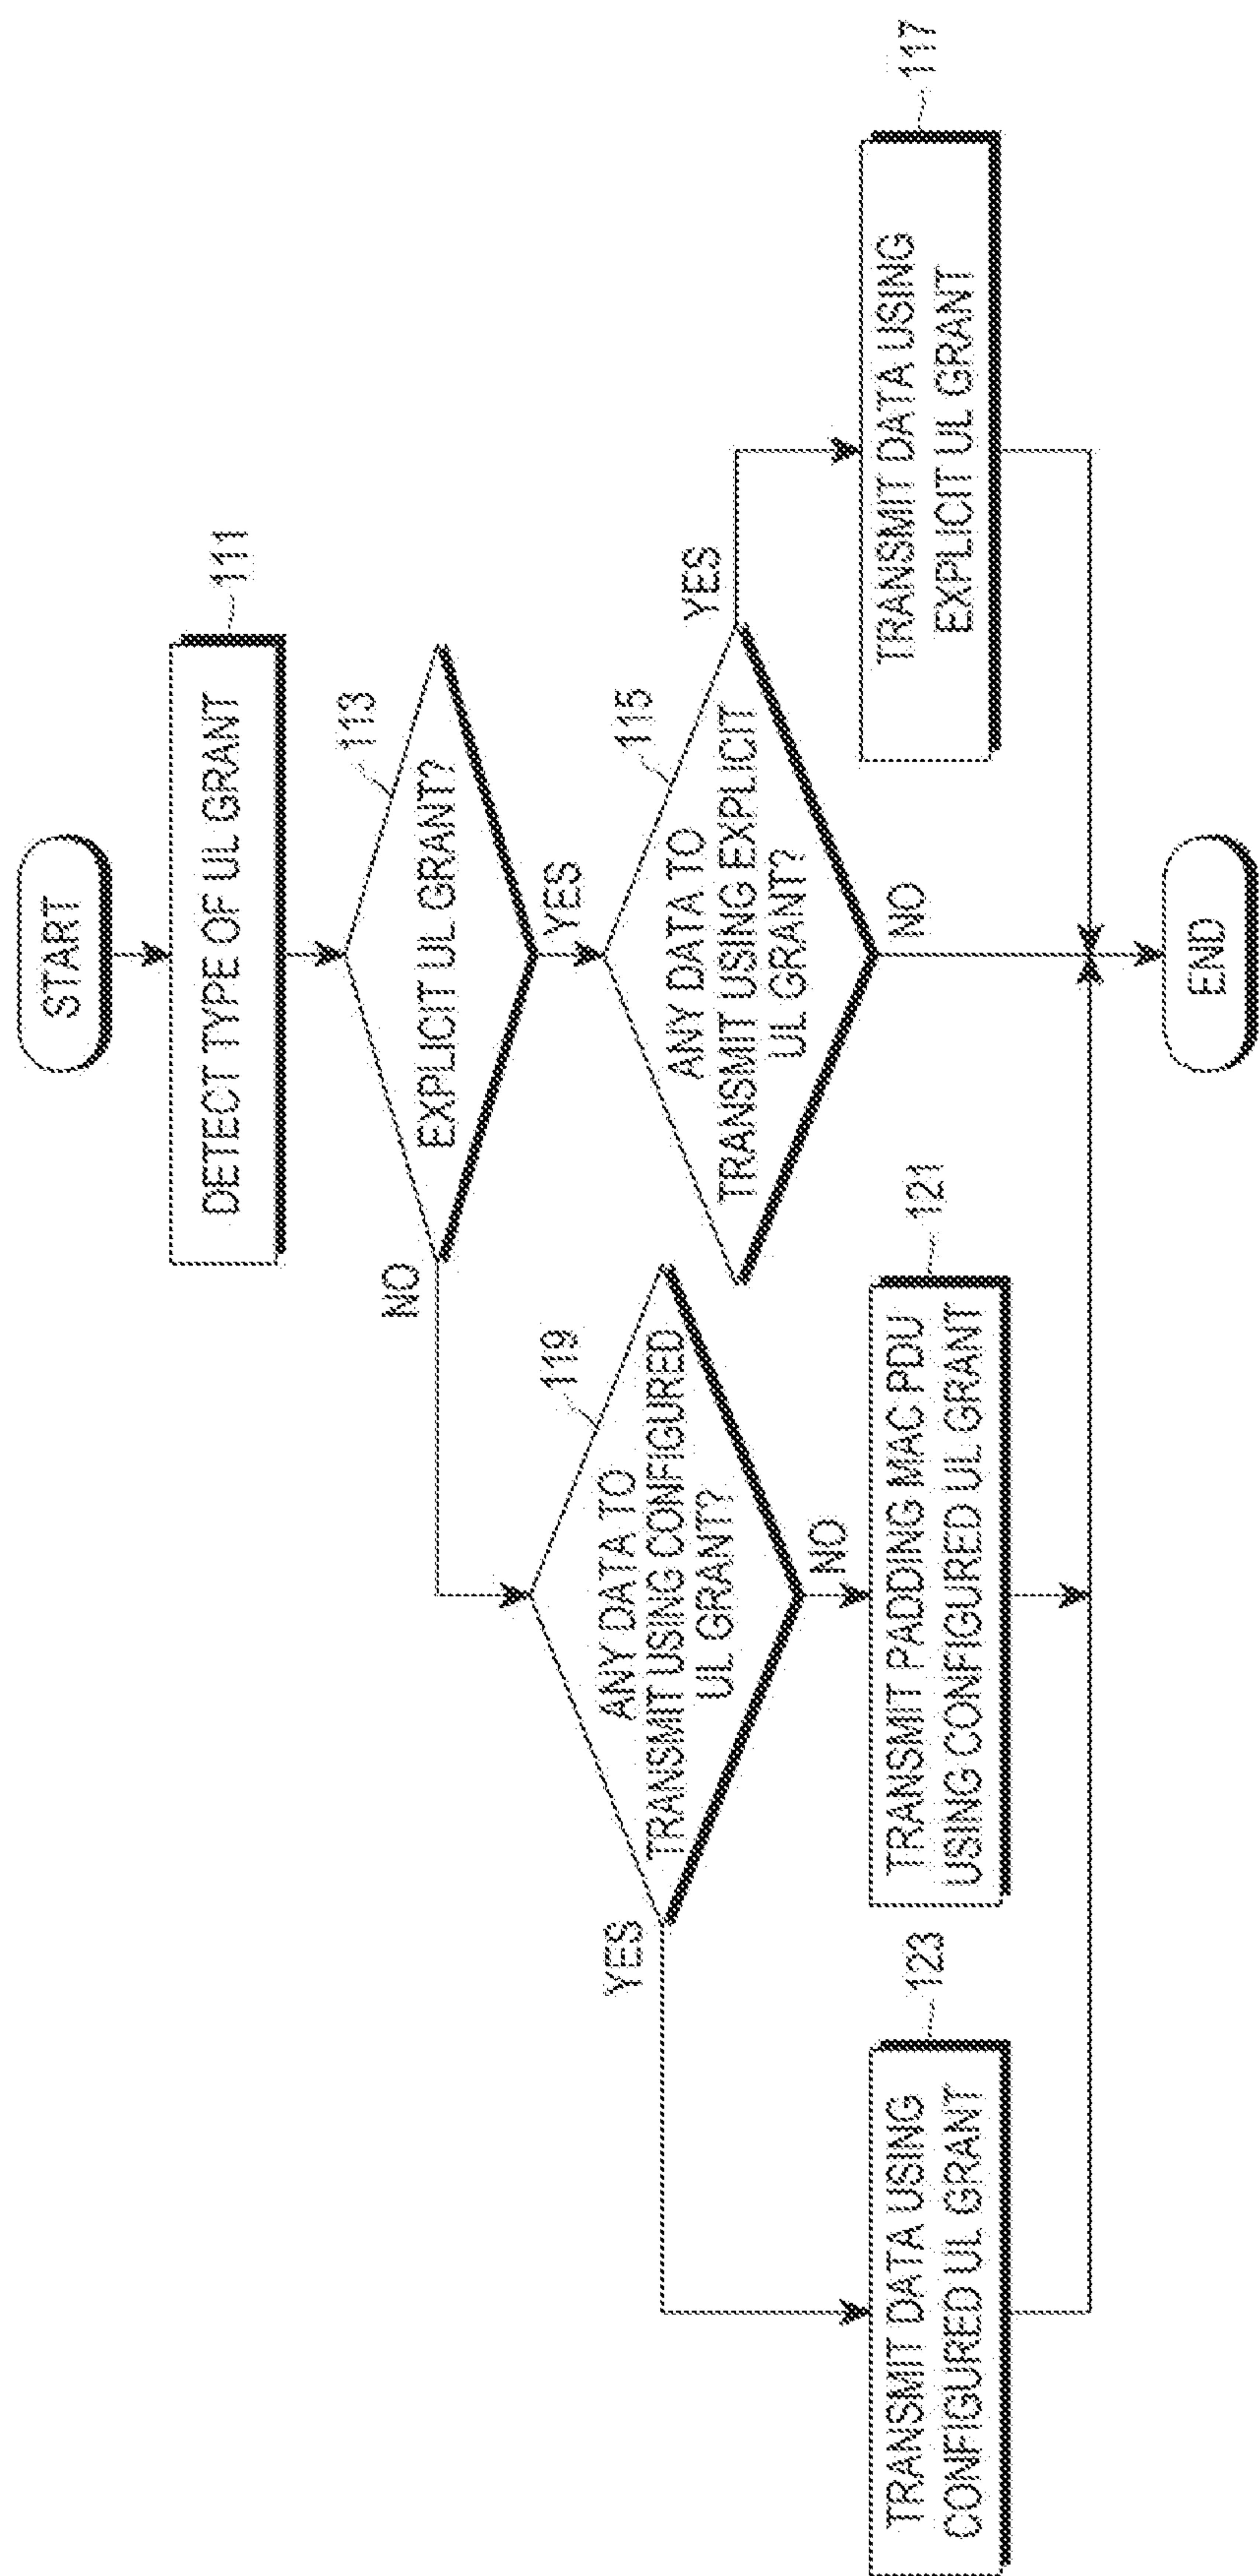 START
DETECT TYPE OF UL GRANT
111
EXPLICIT UL GRANT?
113
NO
YES
ANY DATA TO
TRANSMIT USING CONFIGURED
UL GRANT?
119
YES
NO
ANY DATA TO
TRANSMIT USING EXPLICIT
UL GRANT?
115
YES
NO
TRANSMIT DATA USING
CONFIGURED UL GRANT
123
TRANSMIT PADDING MAC PDU
USING CONFIGURED UL GRANT
121
TRANSMIT DATA USING
EXPLICIT UL GRANT
117
END